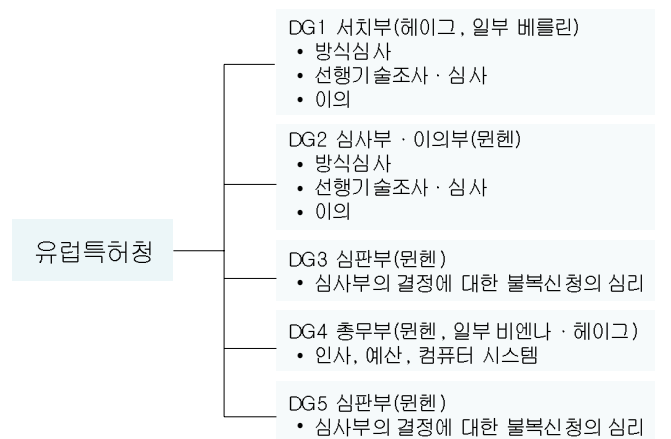 DG1 서치부(헤이그, 일부 베를린)
• 방식심사
• 선행기술조사 · 심사
• 이의
DG2 심사부 · 이의부(뮌헨)
• 방식심사
• 선행기술조사 · 심사
• 이의
유럽특허청
DG3 심판부(뮌헨)
• 심사부의 결정에 대한 불복신청의 심리
DG4 총무부(뮌헨, 일부 비엔나 · 헤이그)
• 인사, 예산, 컴퓨터 시스템
DG5 심판부(뮌헨)
• 심사부의 결정에 대한 불복신청의 심리